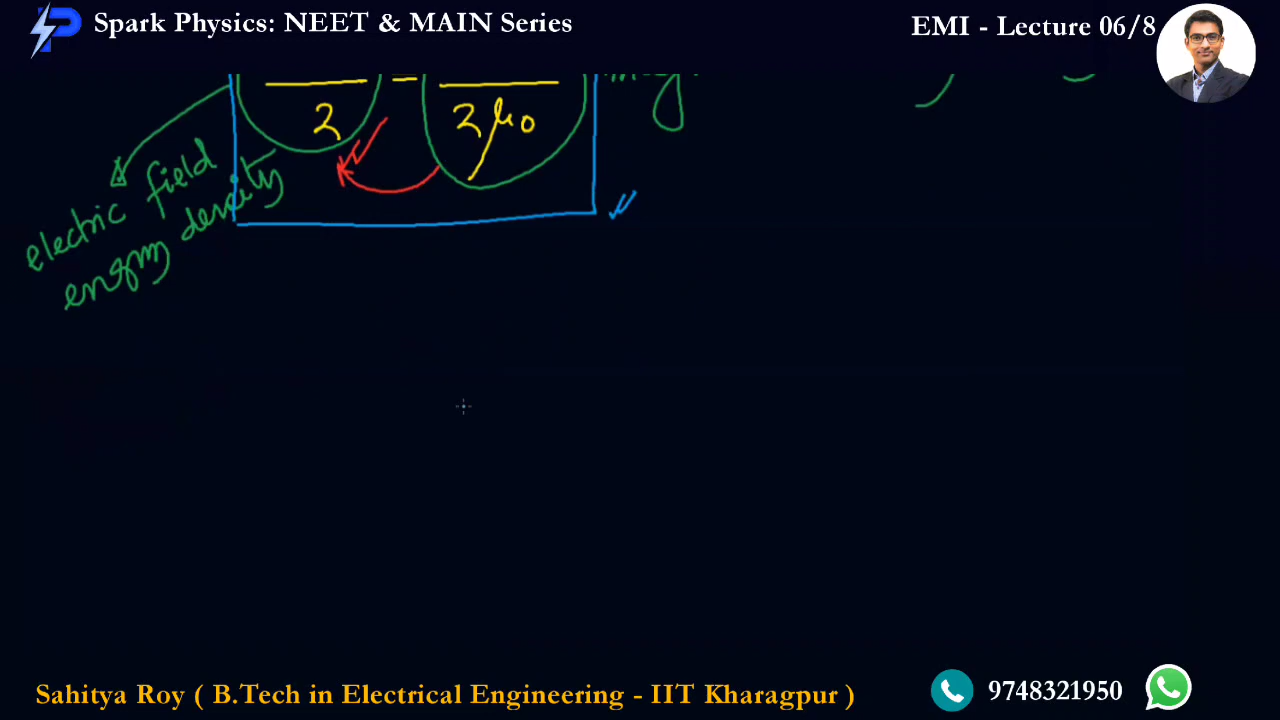 Spark Physics: NEET & MAIN Series
EMI - Lecture 06/8
2 = 2μ₀
electric field
energy density
Sahitya Roy ( B.Tech in Electrical Engineering - IIT Kharagpur )
9748321950